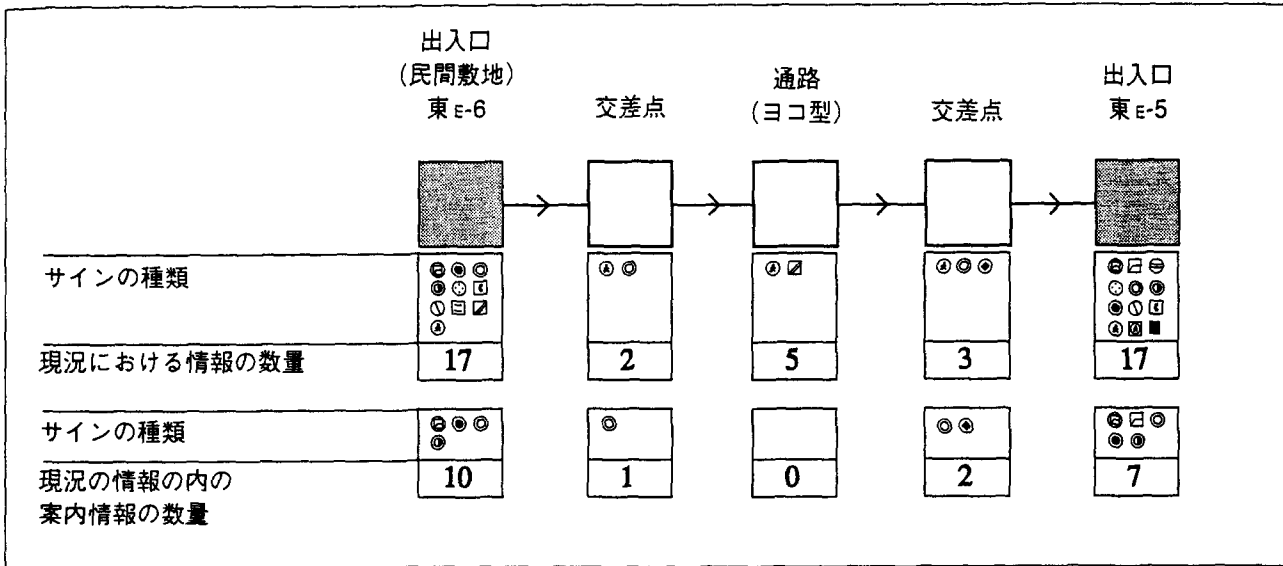 出入口
(民間敷地)
東E-6
交差点
通路
(ヨコ型)
交差点
出入口
東E-5
サインの種類
現況における情報の数量
17
2
5
3
17
サインの種類
現況の情報の内の
案内情報の数量
10
1
0
2
7